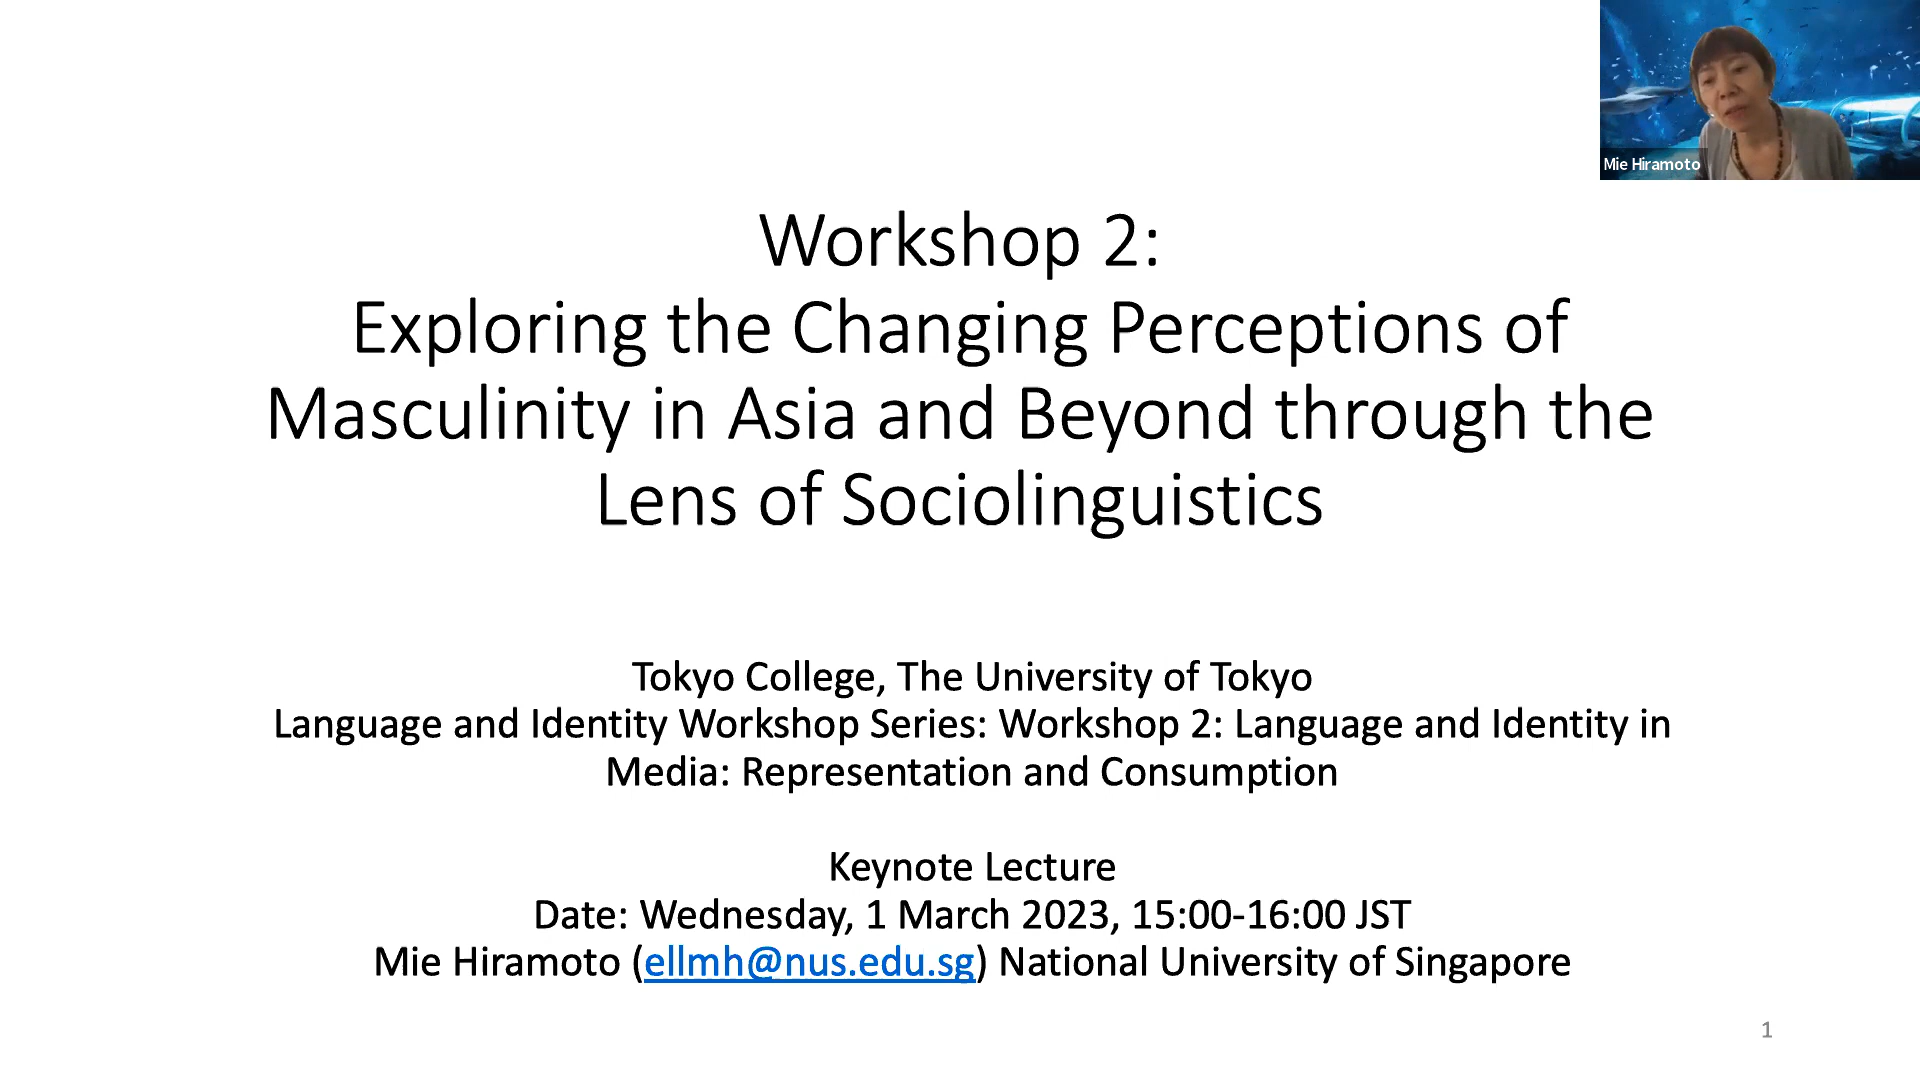 Mie Hiramoto
Workshop 2:
Exploring the Changing Perceptions of
Masculinity in Asia and Beyond through the
Lens of Sociolinguistics
Tokyo College, The University of Tokyo
Language and Identity Workshop Series: Workshop 2: Language and Identity in
Media: Representation and Consumption
Keynote Lecture
Date: Wednesday, 1 March 2023, 15:00-16:00 JST
Mie Hiramoto (ellmh@nus.edu.sg) National University of Singapore
1